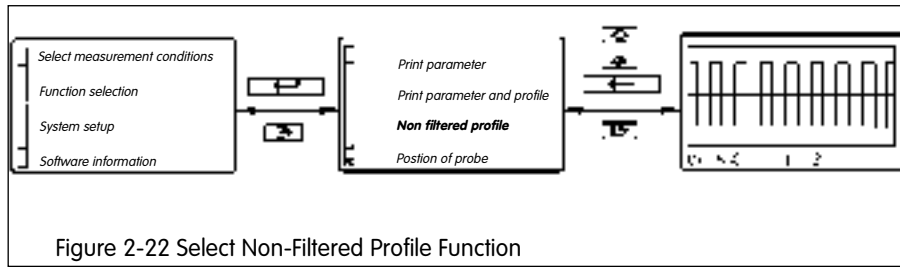 Select measurement conditions
Function selection
System setup
Software information
Print parameter
Print parameter and profile
Non filtered profile
Postion of probe
Figure 2-22 Select Non-Filtered Profile Function